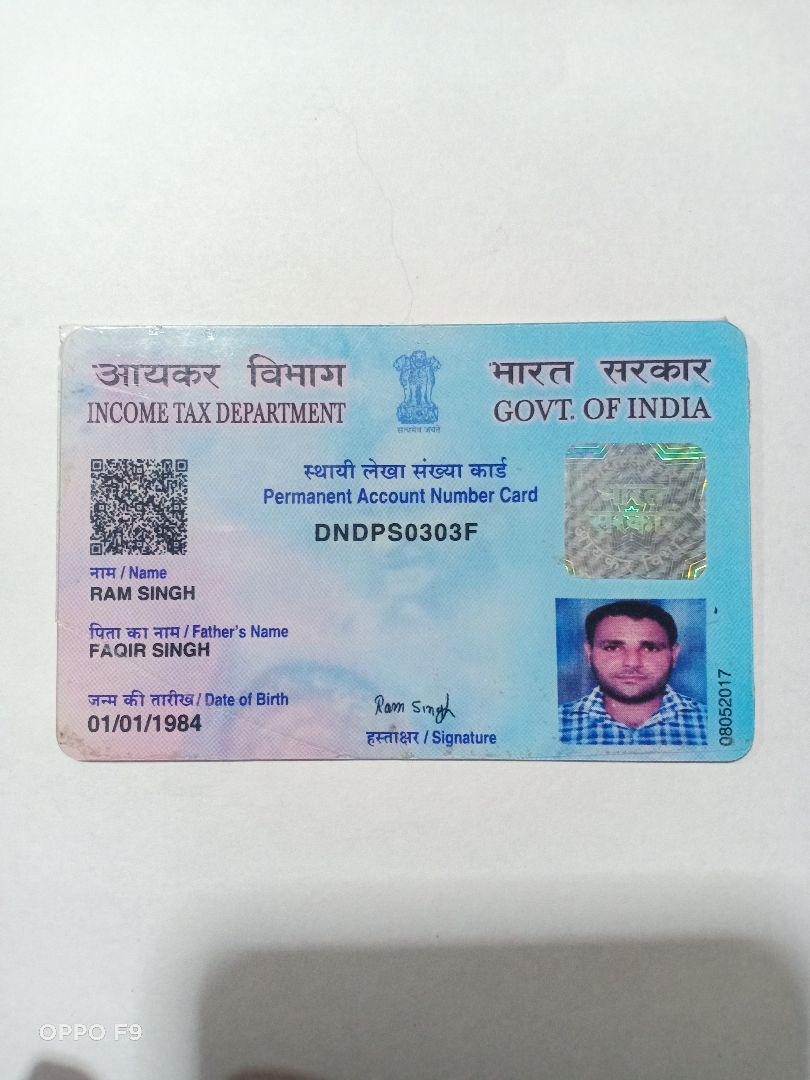 आयकर विभाग
INCOME TAX DEPARTMENT
सत्यमेव जयते
भारत सरकार
GOVT. OF INDIA
स्थायी लेखा संख्या कार्ड
Permanent Account Number Card
DNDPS0303F
भारत
सरकार
नाम / Name
RAM SINGH
पिता का नाम / Father's Name
FAQIR SINGH
जन्म की तारीख / Date of Birth
01/01/1984
Ram Singh
हस्ताक्षर / Signature
08052017
OPPO F9